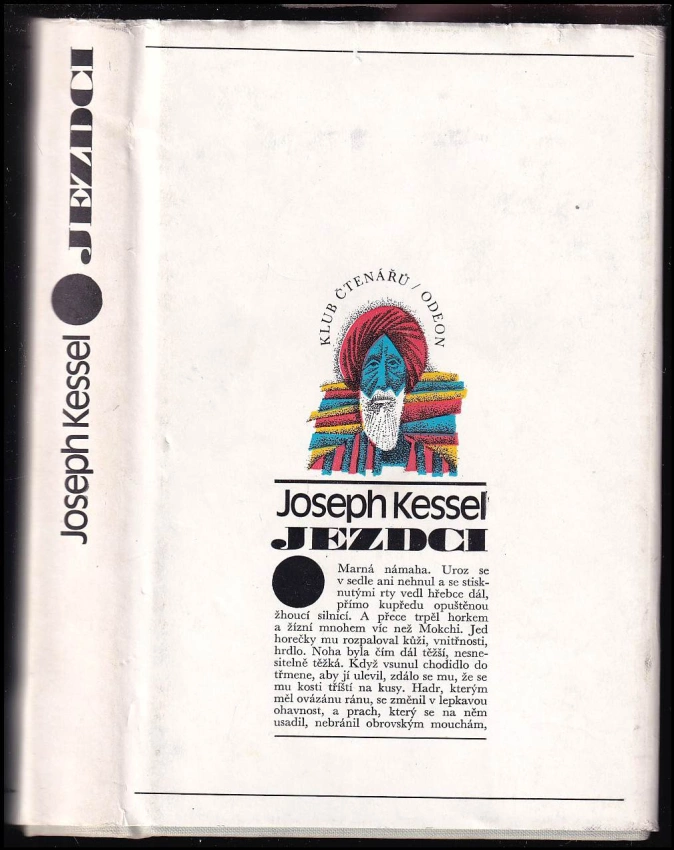 JEZDCI
Joseph Kessel
KLUB ČTENÁŘŮ / ODEON
Joseph Kessel
JEZDCI
Marná námaha. Uroz se
v sedle ani nehnul a se stisk-
nutými rty vedl hřebce dál,
přímo kupředu opuštěnou
žhoucí silnicí. A přece trpěl horkem
a žízní mnohem víc než Mokchi. Jed
horečky mu rozpaloval kůži, vnitřnosti,
hrdlo. Noha byla čím dál těžší, nesne-
sitelně těžká. Když vsunul chodidlo do
třmene, aby jí ulevil, zdálo se mu, že se
mu kosti tříští na kusy. Hadr, kterým
měl ovázánu ránu, se změnil v lepkavou
ohavnost, a prach, který se na něm
usadil, nebránil obrovským mouchám,